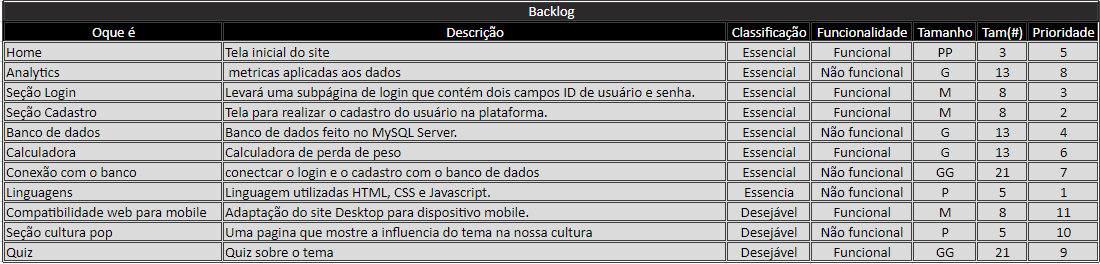 Backlog
Oque é Descrição Classificação Funcionalidade Tamanho Tam(#) Prioridade
Home Tela inicial do site Essencial Funcional PP 3 5
Analytics metricas aplicadas aos dados Essencial Não funcional G 13 8
Seção Login Levará uma subpágina de login que contém dois campos ID de usuário e senha. Essencial Funcional M 8 3
Seção Cadastro Tela para realizar o cadastro do usuário na plataforma. Essencial Funcional M 8 2
Banco de dados Banco de dados feito no MySQL Server. Essencial Não funcional G 13 4
Calculadora Calculadora de perda de peso Essencial Funcional G 13 6
Conexão com o banco conectcar o login e o cadastro com o banco de dados Essencial Não funcional GG 21 7
Linguagens Linguagem utilizadas HTML, CSS e Javascript. Essencia Não funcional P 5 1
Compatibilidade web para mobile Adaptação do site Desktop para dispositivo mobile. Desejável Funcional M 8 11
Seção cultura pop Uma pagina que mostre a influencia do tema na nossa cultura Desejável Não funcional P 5 10
Quiz Quiz sobre o tema Desejável Funcional GG 21 9